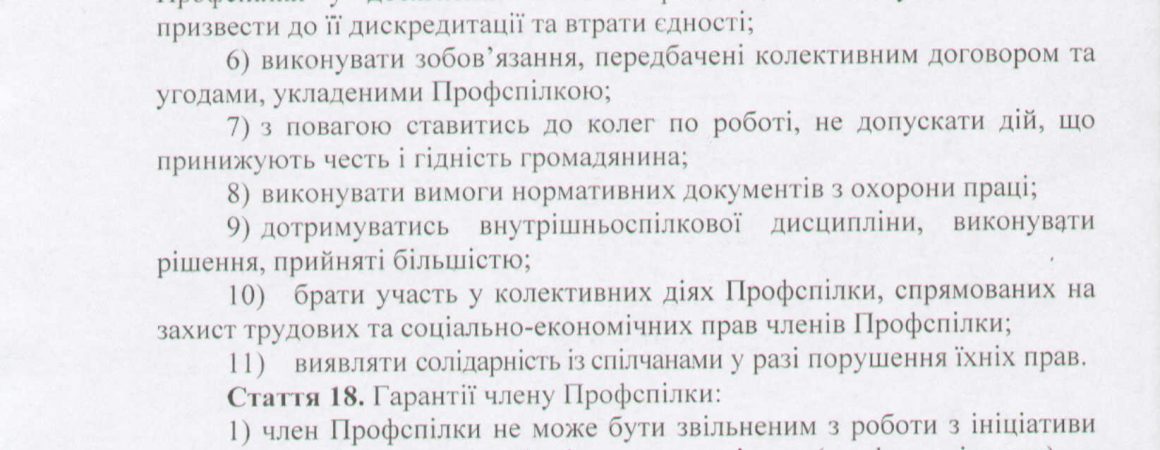 призвести до її дискредитації та втрати єдності;
6) виконувати зобов’язання, передбачені колективним договором та
угодами, укладеними Профспілкою;
7) з повагою ставитись до колег по роботі, не допускати дій, що
принижують честь і гідність громадянина;
8) виконувати вимоги нормативних документів з охорони праці;
9) дотримуватись внутрішньоспілкової дисципліни, виконувати
рішення, прийняті більшістю;
10) брати участь у колективних діях Профспілки, спрямованих на
захист трудових та соціально-економічних прав членів Профспілки;
11) виявляти солідарність із спілчанами у разі порушення їхніх прав.
Стаття 18. Гарантії члену Профспілки:
1) член Профспілки не може бути звільненим з роботи з ініціативи